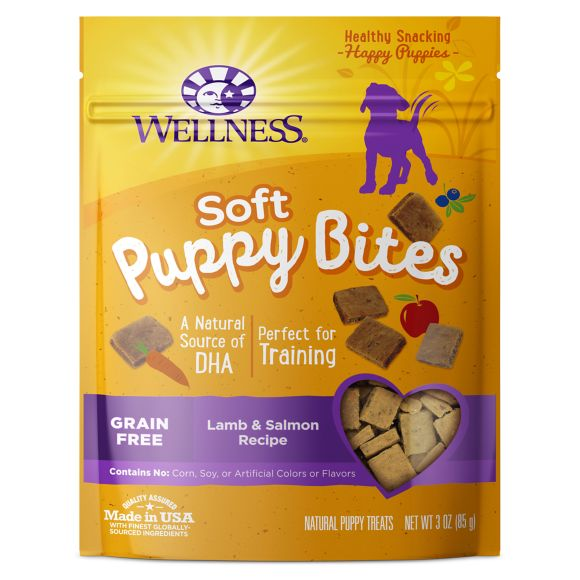 Healthy Snacking
- Happy Puppies -
WELLNESS®
Soft
Puppy Bites
A Natural
Source of
DHA
Perfect for
Training
GRAIN
FREE
Lamb & Salmon
Recipe
Contains No: Corn, Soy, or Artificial Colors or Flavors
QUALITY ASSURED
Made in USA
WITH FINEST GLOBALLY-
SOURCED INGREDIENTS
NATURAL PUPPY TREATS NET WT 3 OZ (85 g)